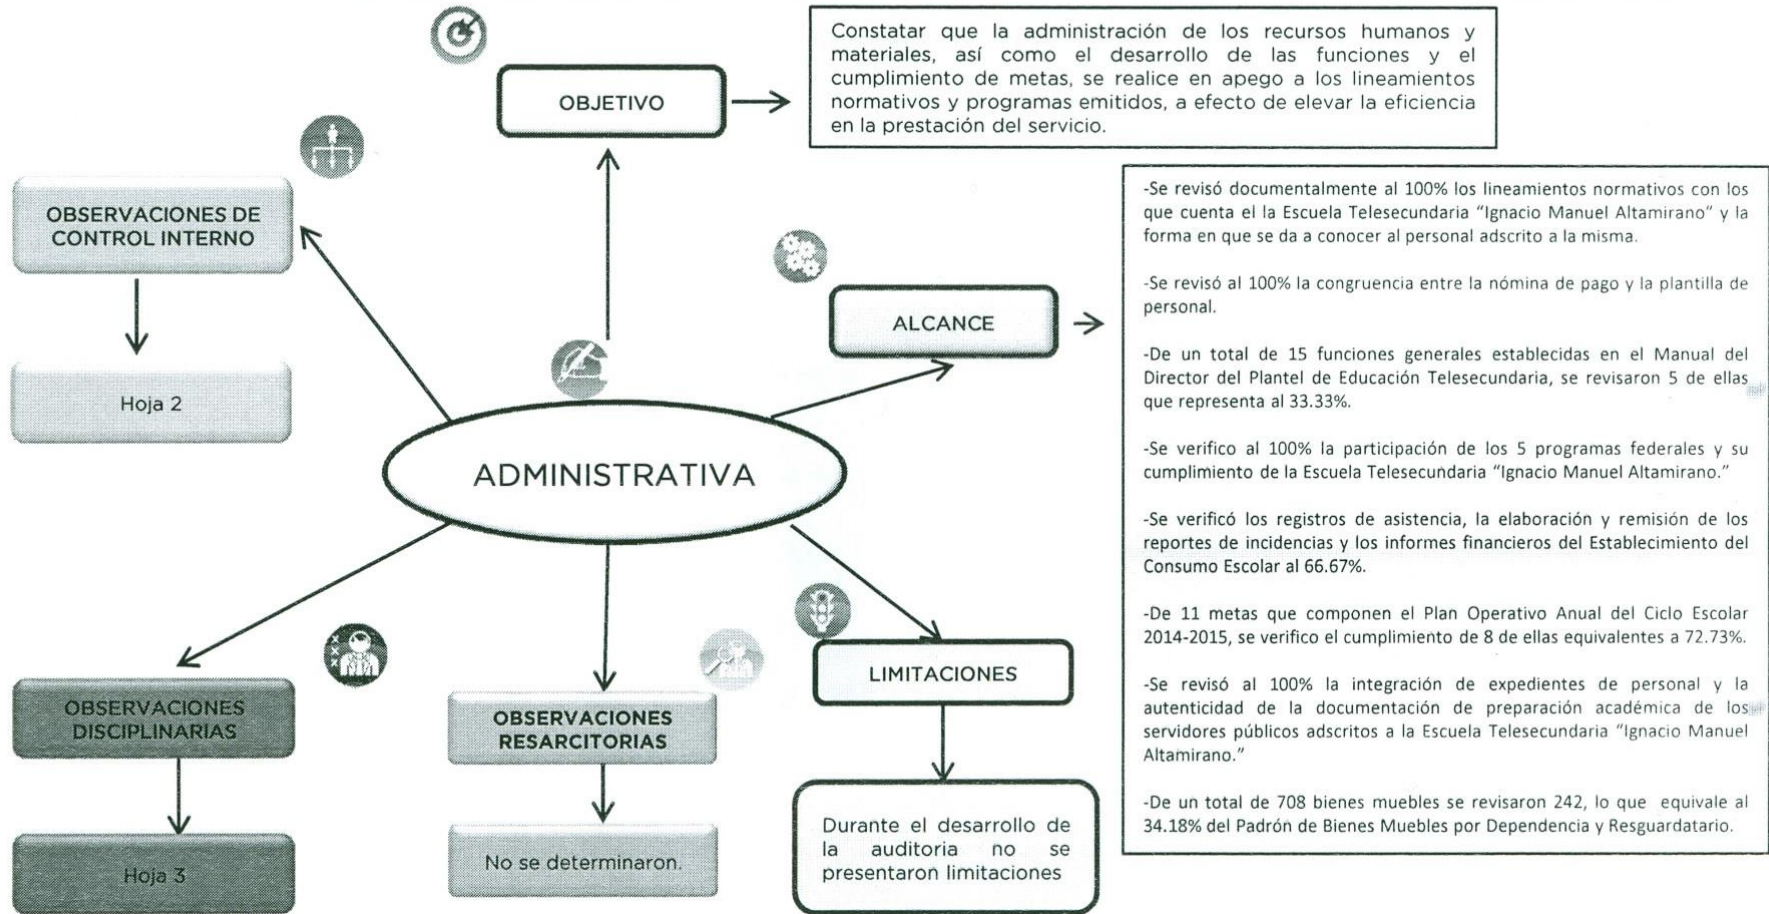 OBJETIVO
Constatar que la administración de los recursos humanos y
materiales, así como el desarrollo de las funciones y el
cumplimiento de metas, se realice en apego a los lineamientos
normativos y programas emitidos, a efecto de elevar la eficiencia
en la prestación del servicio.
OBSERVACIONES DE
CONTROL INTERNO
Hoja 2
ALCANCE
-Se revisó documentalmente al 100% los lineamientos normativos con los
que cuenta el la Escuela Telesecundaria “Ignacio Manuel Altamirano” y la
forma en que se da a conocer al personal adscrito a la misma.
-Se revisó al 100% la congruencia entre la nómina de pago y la plantilla de
personal.
-De un total de 15 funciones generales establecidas en el Manual del
Director del Plantel de Educación Telesecundaria, se revisaron 5 de ellas
que representa al 33.33%.
-Se verifico al 100% la participación de los 5 programas federales y su
cumplimiento de la Escuela Telesecundaria “Ignacio Manuel Altamirano.”
-Se verificó los registros de asistencia, la elaboración y remisión de los
reportes de incidencias y los informes financieros del Establecimiento del
Consumo Escolar al 66.67%.
-De 11 metas que componen el Plan Operativo Anual del Ciclo Escolar
2014-2015, se verifico el cumplimiento de 8 de ellas equivalentes a 72.73%.
-Se revisó al 100% la integración de expedientes de personal y la
autenticidad de la documentación de preparación académica de los
servidores públicos adscritos a la Escuela Telesecundaria “Ignacio Manuel
Altamirano.”
-De un total de 708 bienes muebles se revisaron 242, lo que equivale al
34.18% del Padrón de Bienes Muebles por Dependencia y Resguardatario.
ADMINISTRATIVA
OBSERVACIONES
DISCIPLINARIAS
Hoja 3
OBSERVACIONES
RESARCITORIAS
No se determinaron.
LIMITACIONES
Durante el desarrollo de
la auditoria no se
presentaron limitaciones